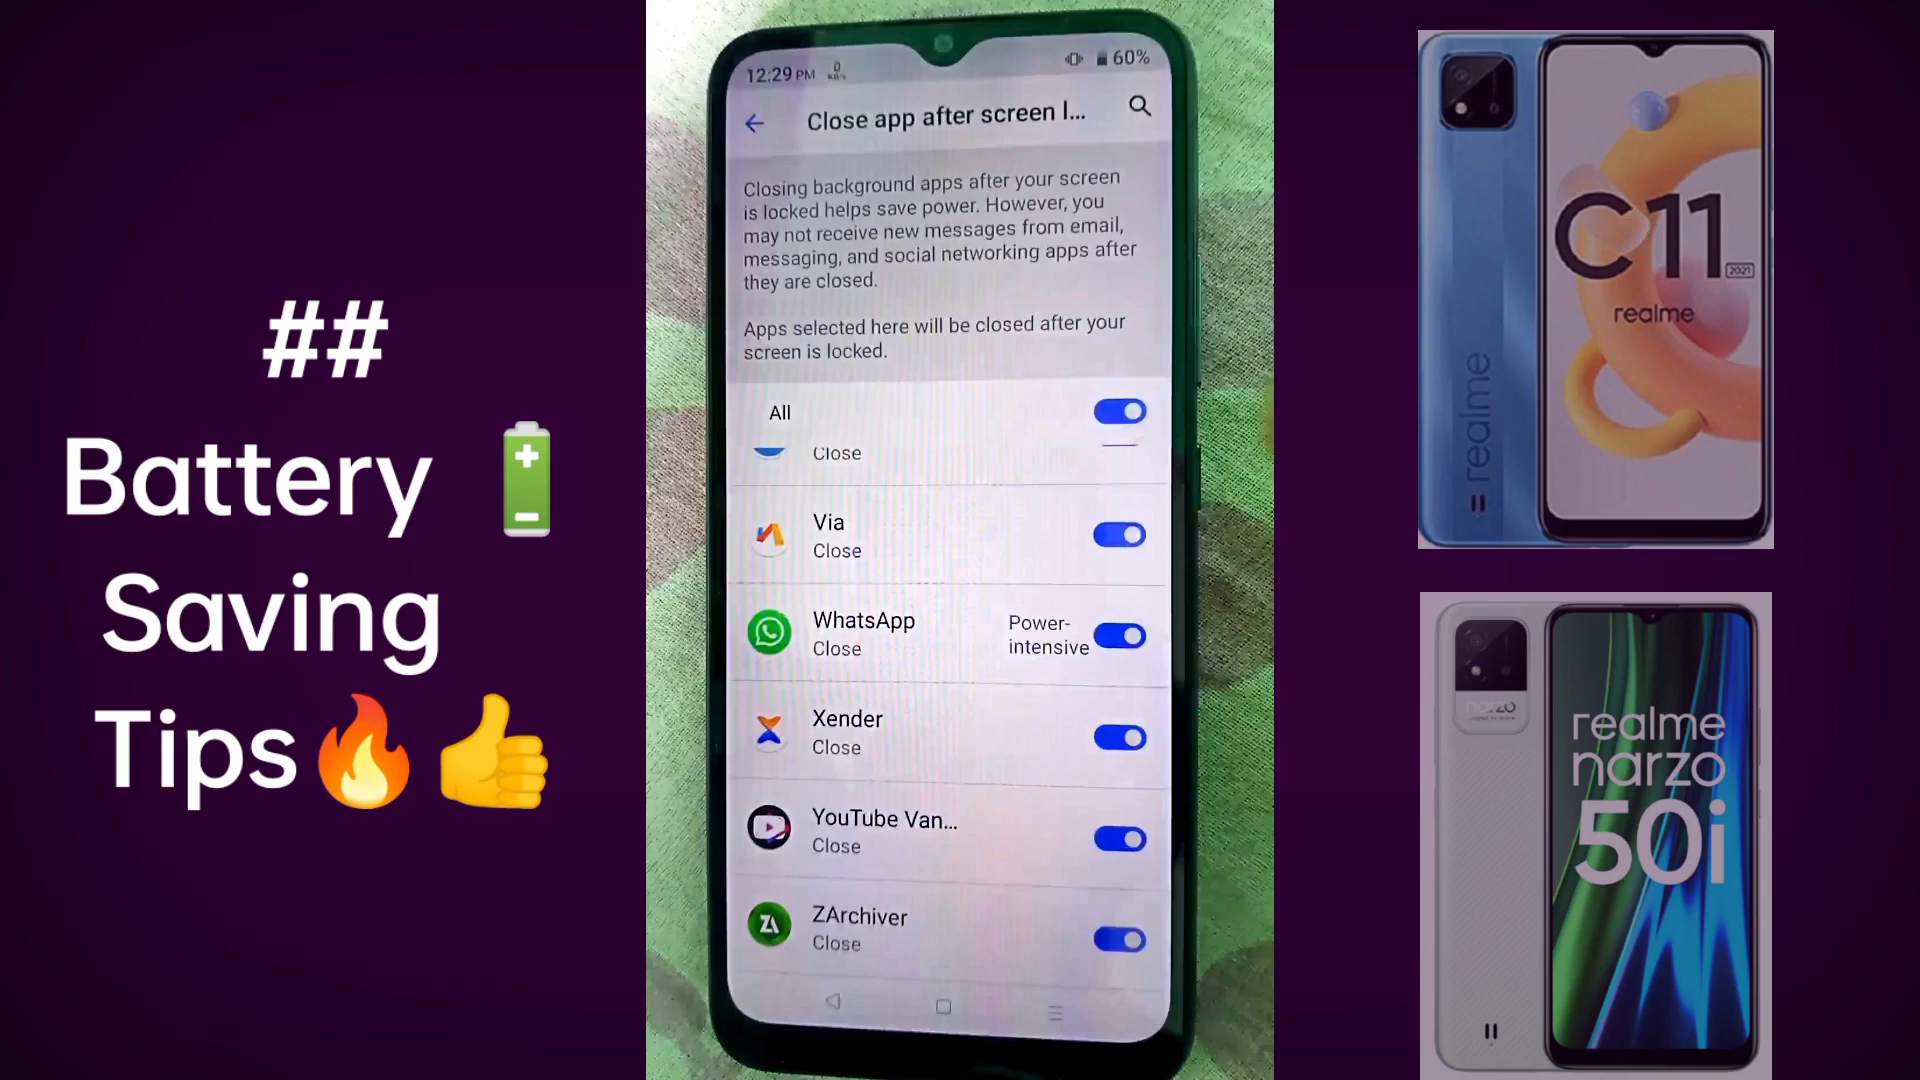 ##
Battery 🔋
Saving
Tips🔥👍
12:29 PM
0
60%
Close app after screen l...
Closing background apps after your screen
is locked helps save power. However, you
may not receive new messages from email,
messaging, and social networking apps after
they are closed.
Apps selected here will be closed after your
screen is locked.
All
Close
Via
Close
WhatsApp
Close
Power-
intensive
Xender
Close
YouTube Van...
Close
ZArchiver
Close
C11
2021
realme
realme
narzo
realme
narzo
50i